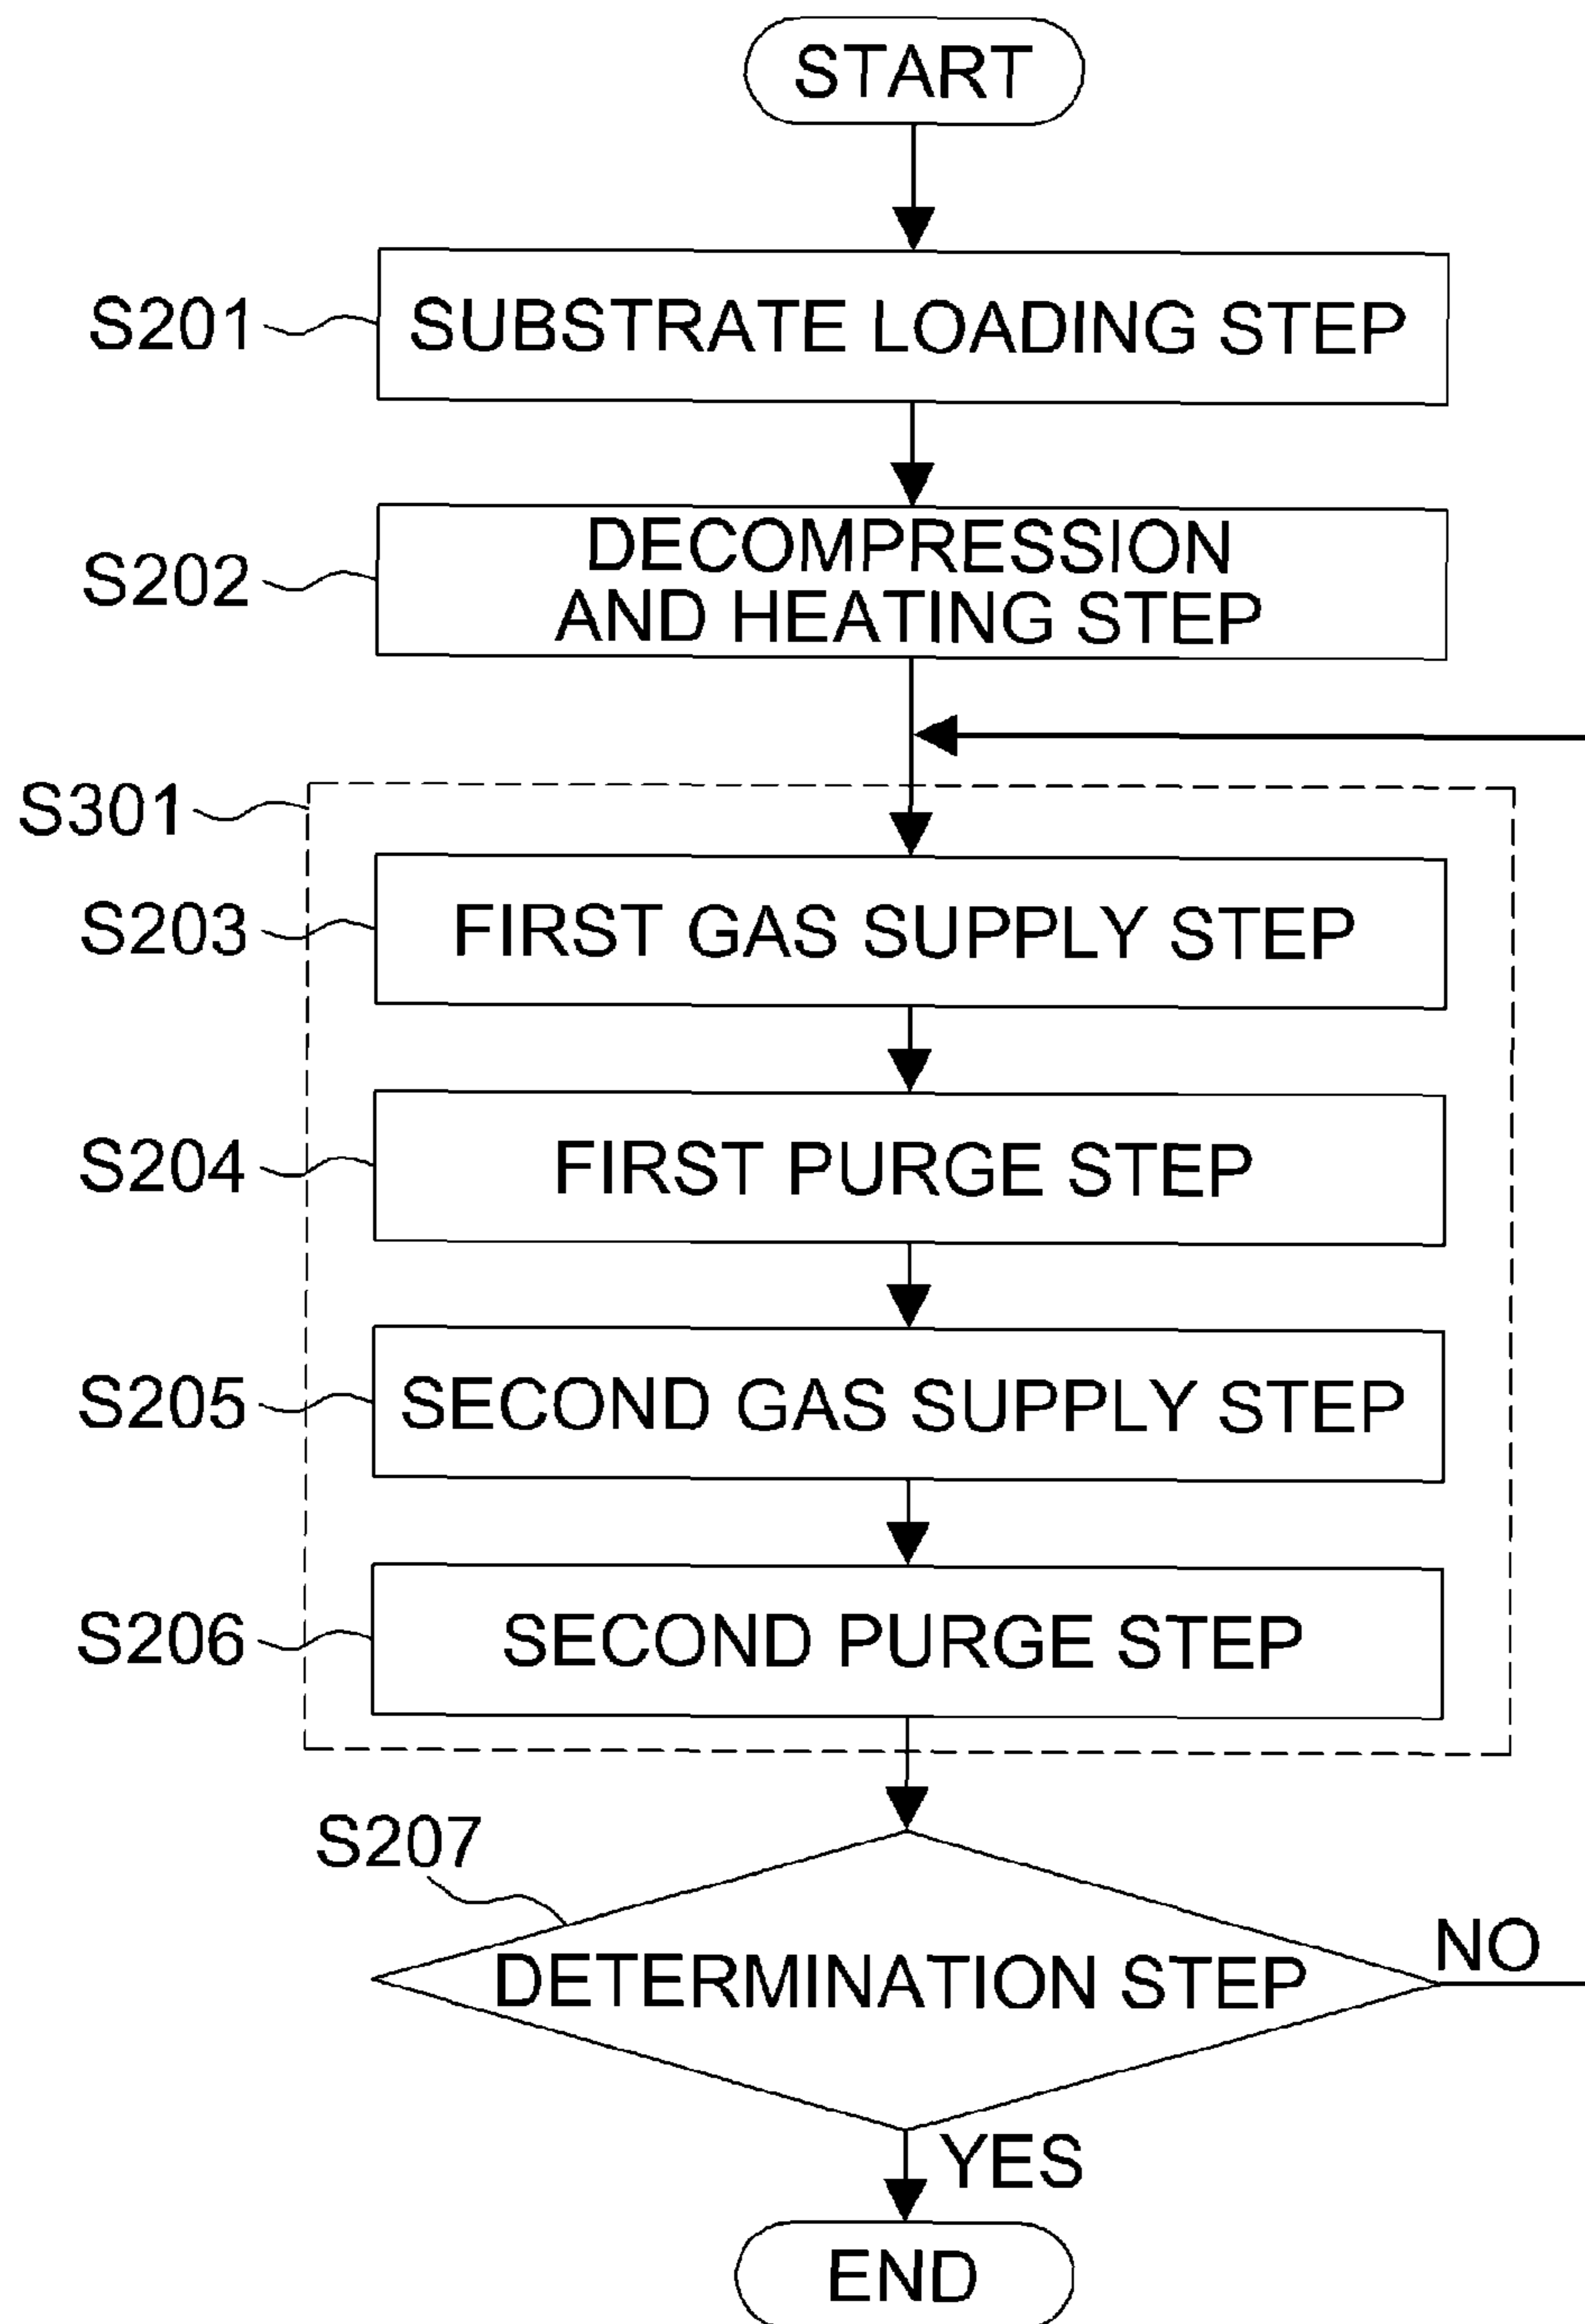 START
S201
SUBSTRATE LOADING STEP
S202
DECOMPRESSION
AND HEATING STEP
S301
S203
FIRST GAS SUPPLY STEP
S204
FIRST PURGE STEP
S205
SECOND GAS SUPPLY STEP
S206
SECOND PURGE STEP
S207
DETERMINATION STEP
NO
YES
END